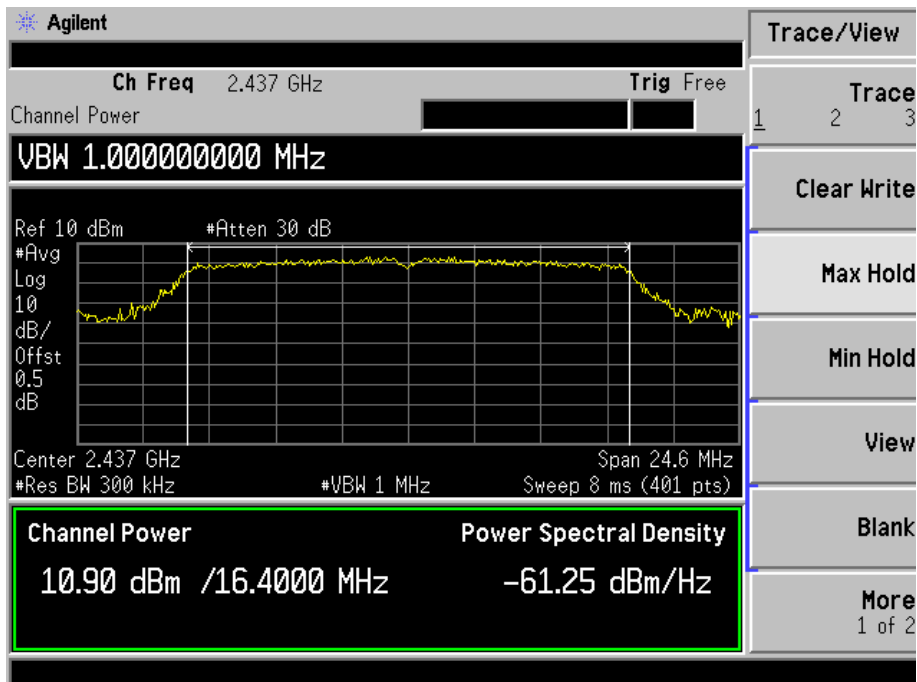 Agilent
Trace/View
Ch Freq 2.437 GHz Trig Free
Channel Power
Trace
1 2 3
VBW 1.000000000 MHz
Clear Write
Ref 10 dBm #Atten 30 dB
#Avg
Log
10
dB/
Offst
0.5
dB
Max Hold
Min Hold
Center 2.437 GHz Span 24.6 MHz
#Res BW 300 kHz #VBW 1 MHz Sweep 8 ms (401 pts)
View
Channel Power Power Spectral Density
10.90 dBm /16.4000 MHz -61.25 dBm/Hz
Blank
More
1 of 2